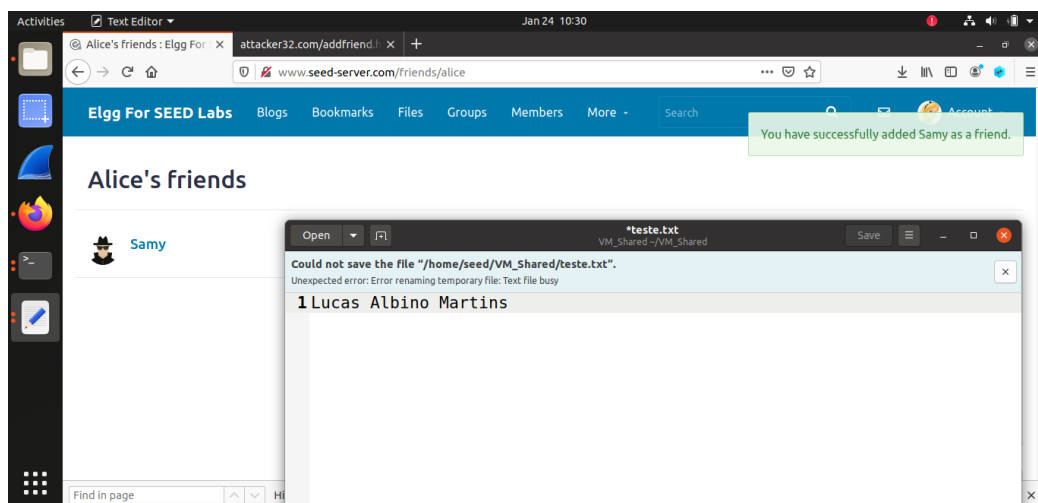 Activities Text Editor Jan 24 10:30
Alice's friends : Elgg For attacker32.com/addfriend.h
www.seed-server.com/friends/alice
Elgg For SEED Labs Blogs Bookmarks Files Groups Members More Search Account
You have successfully added Samy as a friend.
Alice's friends
Samy
Open *teste.txt Save
VM_Shared ~/VM_Shared
Could not save the file “/home/seed/VM_Shared/teste.txt”.
Unexpected error: Error renaming temporary file: Text file busy
1 Lucas Albino Martins
Find in page Hi